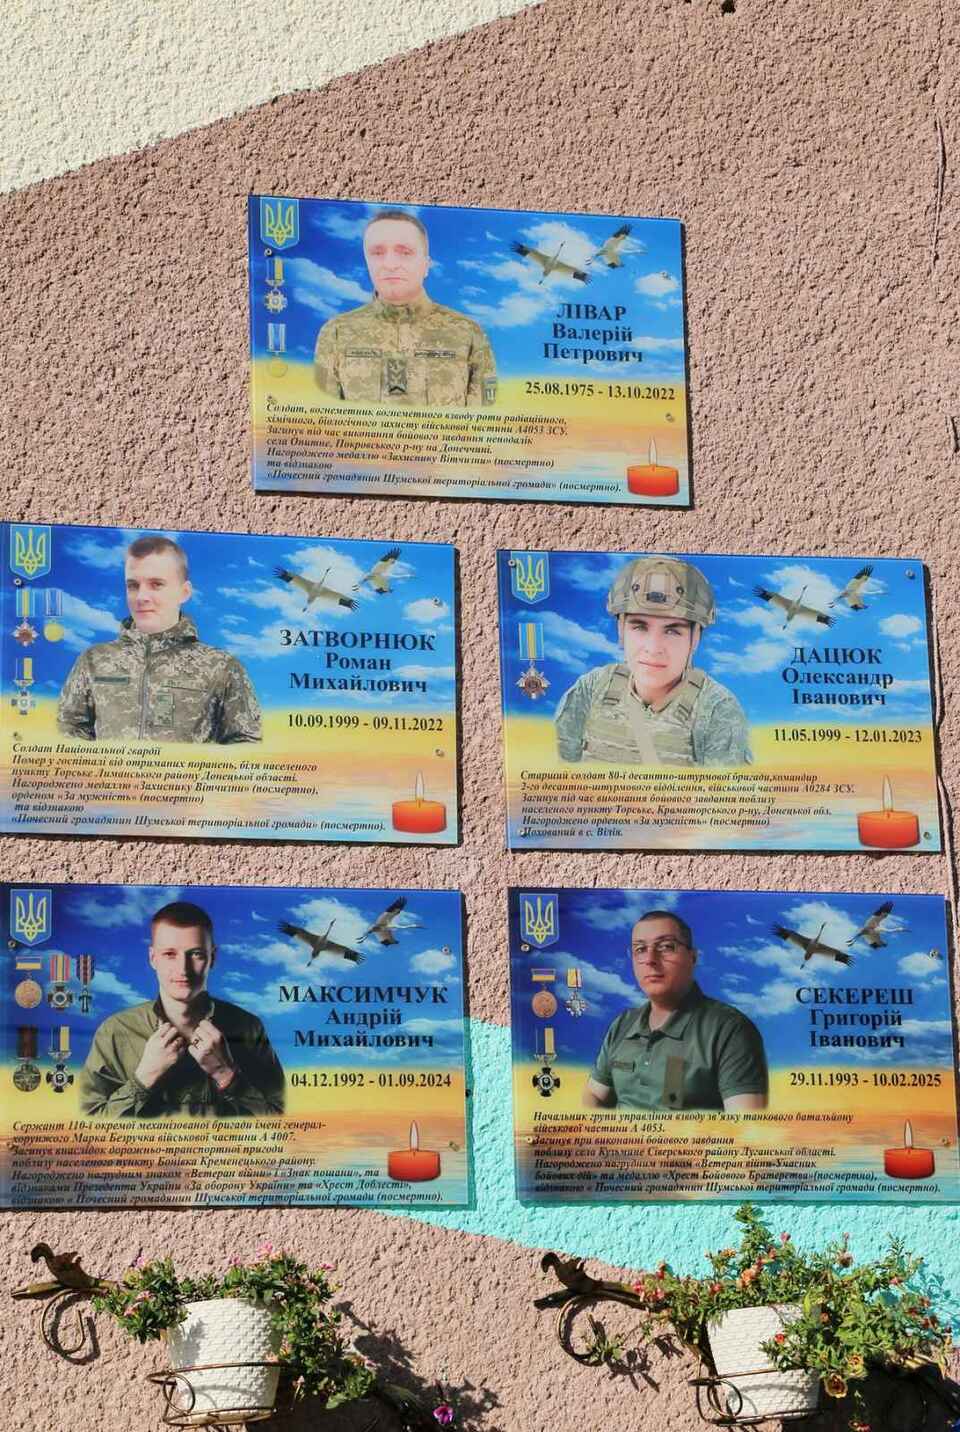 ЛІВАР
Валерій
Петрович
25.08.1975 - 13.10.2022
Солдат, вогнеметник вогнеметного взводу роти радіаційного,
хімічного, біологічного захисту військової частини А4053 ЗСУ.
Загинув під час виконання бойового завдання неподалік
села Опитне, Покровського р-ну на Донеччині.
Нагороджено медаллю «Захиснику Вітчизни» (посмертно)
та відзнакою
«Почесний громадянин Шумської територіальної громади» (посмертно).
ЗАТВОРНЮК
Роман
Михайлович
10.09.1999 - 09.11.2022
Солдат Національної гвардії
Помер у госпіталі від отриманих поранень, біля населеного
пункту Торське Лиманського району Донецької області.
Нагороджено медаллю «Захиснику Вітчизни» (посмертно),
орденом «За мужність» (посмертно)
та відзнакою
«Почесний громадянин Шумської територіальної громади» (посмертно).
ДАЦЮК
Олександр
Іванович
11.05.1999 - 12.01.2023
Старший солдат 80-ї десантно-штурмової бригади,командир
2-го десантно-штурмового відділення, військової частини А0284 ЗСУ.
Загинув під час виконання бойового завдання поблизу
населеного пункту Торське, Краматорського р-ну, Донецької обл.
Нагороджено орденом «За мужність» (посмертно)
Похований в с. Вілія.
МАКСИМЧУК
Андрій
Михайлович
04.12.1992 - 01.09.2024
Сержант 110-ї окремої механізованої бригади імені генерал-
хорунжого Марка Безручка військової частини А 4007.
Загинув внаслідок дорожньо-транспортної пригоди
поблизу населеного пункту Бонівка Кременецького району.
Нагороджено нагрудним знаком «Ветеран війни» і «Знак пошани», та
відзнаками Президента України «За оборону України» та «Хрест Доблесті»,
відзнакою « Почесний громадянин Шумської територіальної громади (посмертно).
СЕКЕРЕШ
Григорій
Іванович
29.11.1993 - 10.02.2025
Начальник групи управління взводу зв'язку танкового батальйону
військової частини А 4053.
Загинув при виконанні бойового завдання
поблизу села Кузьмине Сіверського району Луганської області.
Нагороджено нагрудним знаком «Ветеран війни-Учасник
Бойових дій» та медаллю «Хрест Бойового Братерства»(посмертно),
відзнакою « Почесний громадянин Шумської територіальної громади (посмертно).